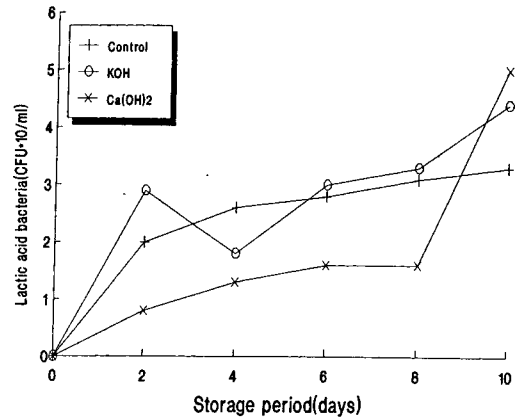 6
5
4
3
2
1
0
Lactic acid bacteria(CFU·10/ml)
Control
KOH
Ca(OH)2
0 2 4 6 8 10
Storage period(days)